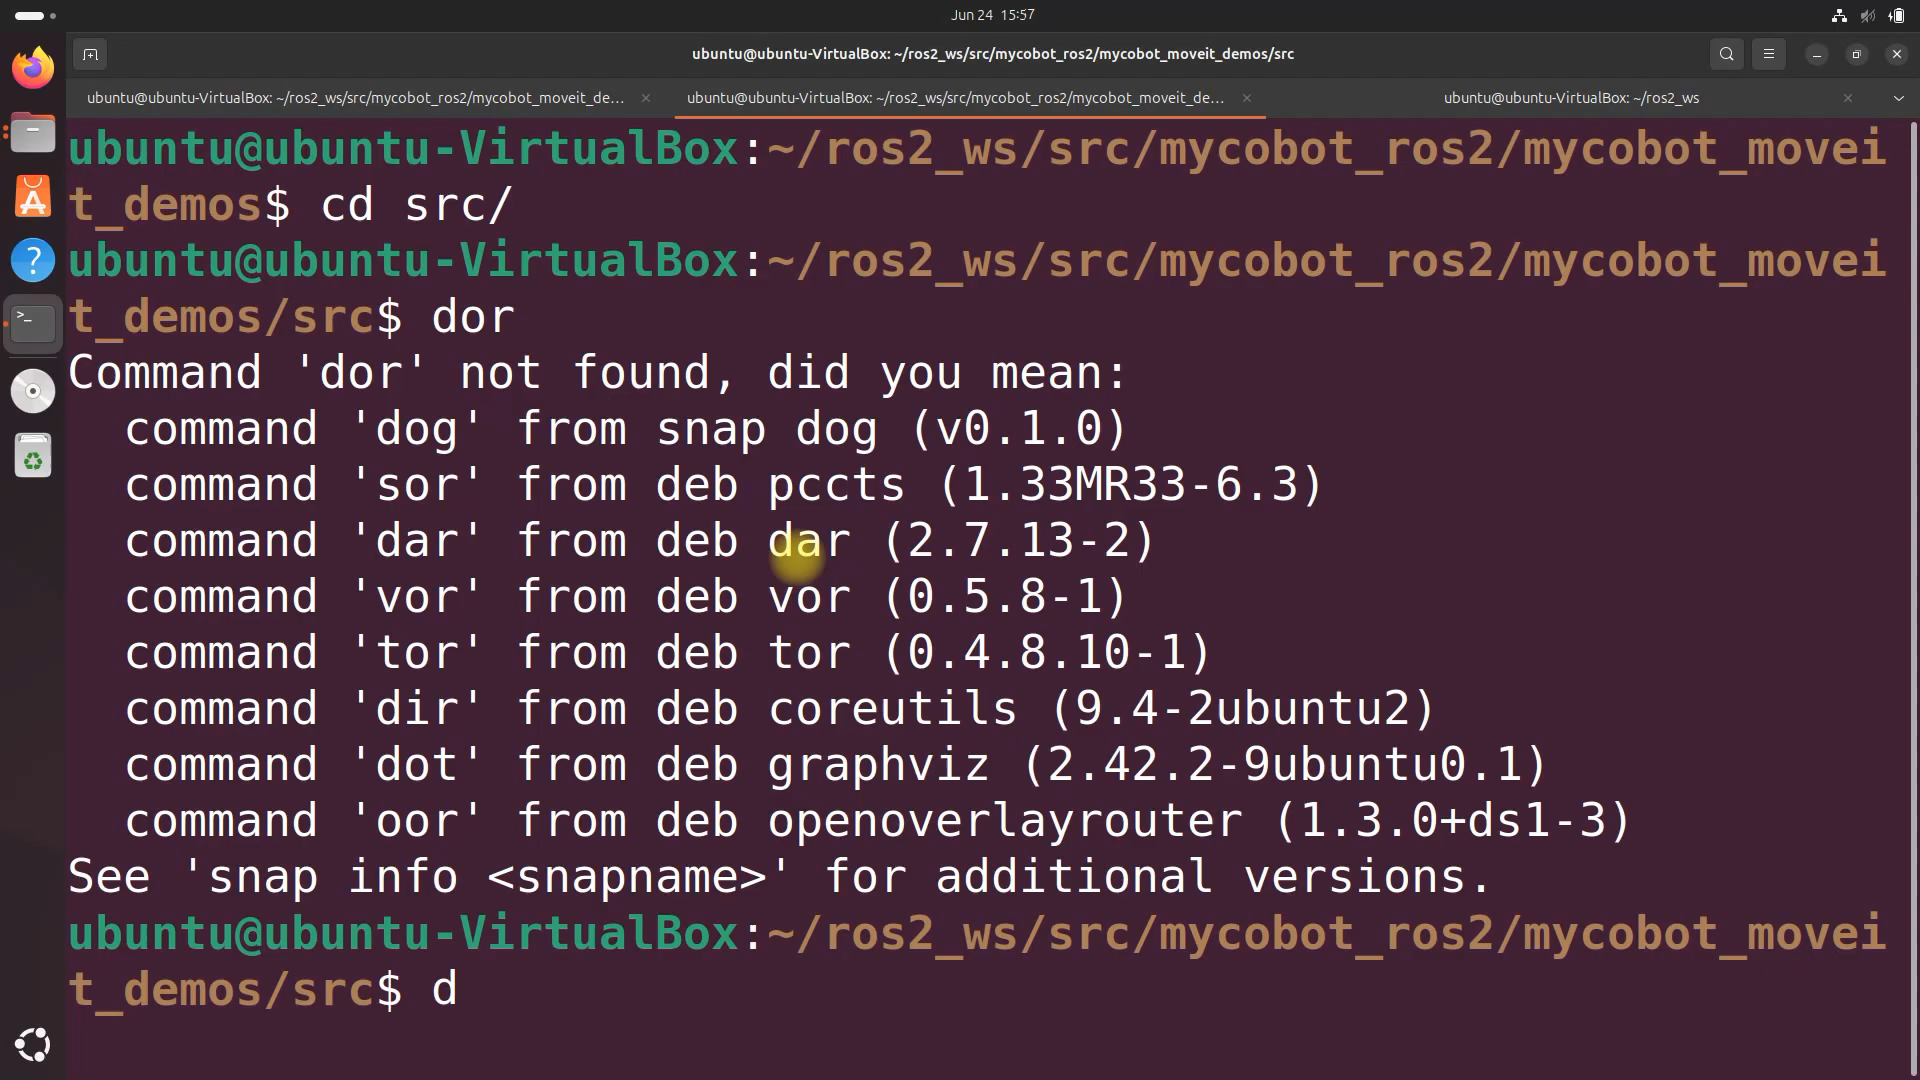 Jun 24 15:57
ubuntu@ubuntu-VirtualBox: ~/ros2_ws/src/mycobot_ros2/mycobot_moveit_demos/src
ubuntu@ubuntu-VirtualBox: ~/ros2_ws/src/mycobot_ros2/mycobot_moveit_de...
ubuntu@ubuntu-VirtualBox: ~/ros2_ws/src/mycobot_ros2/mycobot_moveit_de...
ubuntu@ubuntu-VirtualBox: ~/ros2_ws
ubuntu@ubuntu-VirtualBox:~/ros2_ws/src/mycobot_ros2/mycobot_movei
t_demos$ cd src/
ubuntu@ubuntu-VirtualBox:~/ros2_ws/src/mycobot_ros2/mycobot_movei
t_demos/src$ dor
Command 'dor' not found, did you mean:
  command 'dog' from snap dog (v0.1.0)
  command 'sor' from deb pccts (1.33MR33-6.3)
  command 'dar' from deb dar (2.7.13-2)
  command 'vor' from deb vor (0.5.8-1)
  command 'tor' from deb tor (0.4.8.10-1)
  command 'dir' from deb coreutils (9.4-2ubuntu2)
  command 'dot' from deb graphviz (2.42.2-9ubuntu0.1)
  command 'oor' from deb openoverlayrouter (1.3.0+ds1-3)
See 'snap info <snapname>' for additional versions.
ubuntu@ubuntu-VirtualBox:~/ros2_ws/src/mycobot_ros2/mycobot_movei
t_demos/src$ d